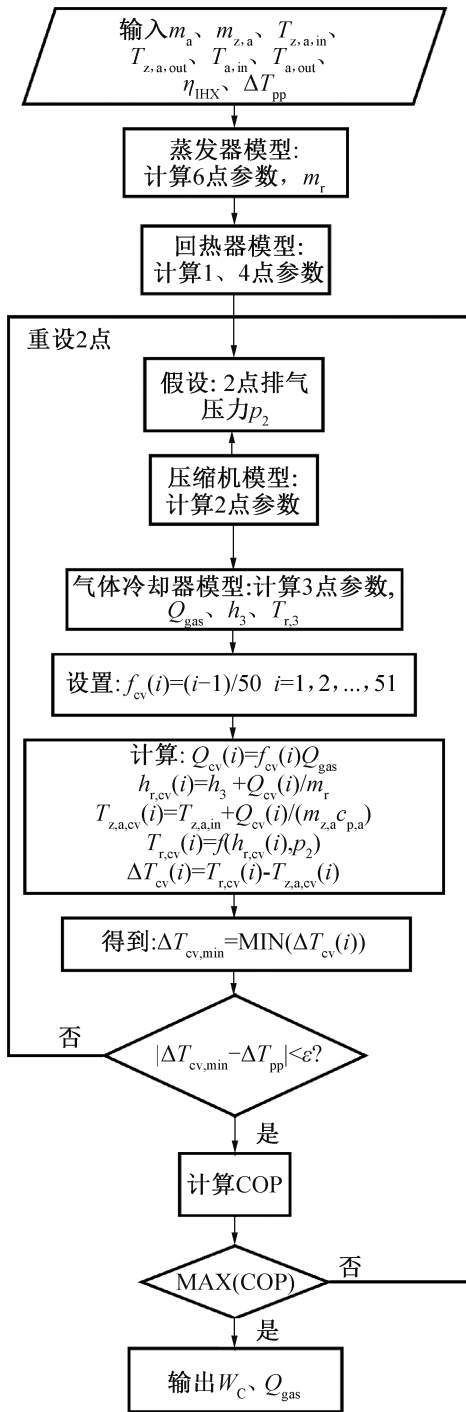 输入mₐ、m_z,a、T_z,a,in、
T_z,a,out、T_a,in、T_a,out、
η_IHX、ΔT_pp
蒸发器模型:
计算6点参数，m_r
回热器模型:
计算1、4点参数
重设2点
假设: 2点排气
压力p₂
压缩机模型:
计算2点参数
气体冷却器模型:计算3点参数,
Q_gas、h₃、T_r,3
设置:f_cv(i)=(i−1)/50 i=1, 2, ..., 51
计算: Q_cv(i)=f_cv(i)Q_gas
h_r,cv(i)=h₃+Q_cv(i)/m_r
T_z,a,cv(i)=T_z,a,in+Q_cv(i)/(m_z,a c_p,a)
T_r,cv(i)=f(h_r,cv(i),p₂)
ΔT_cv(i)=T_r,cv(i)-T_z,a,cv(i)
得到:ΔT_cv,min=MIN(ΔT_cv(i))
否
|ΔT_cv,min−ΔT_pp|<ε?
是
计算COP
MAX(COP)
否
是
输出W_C、Q_gas